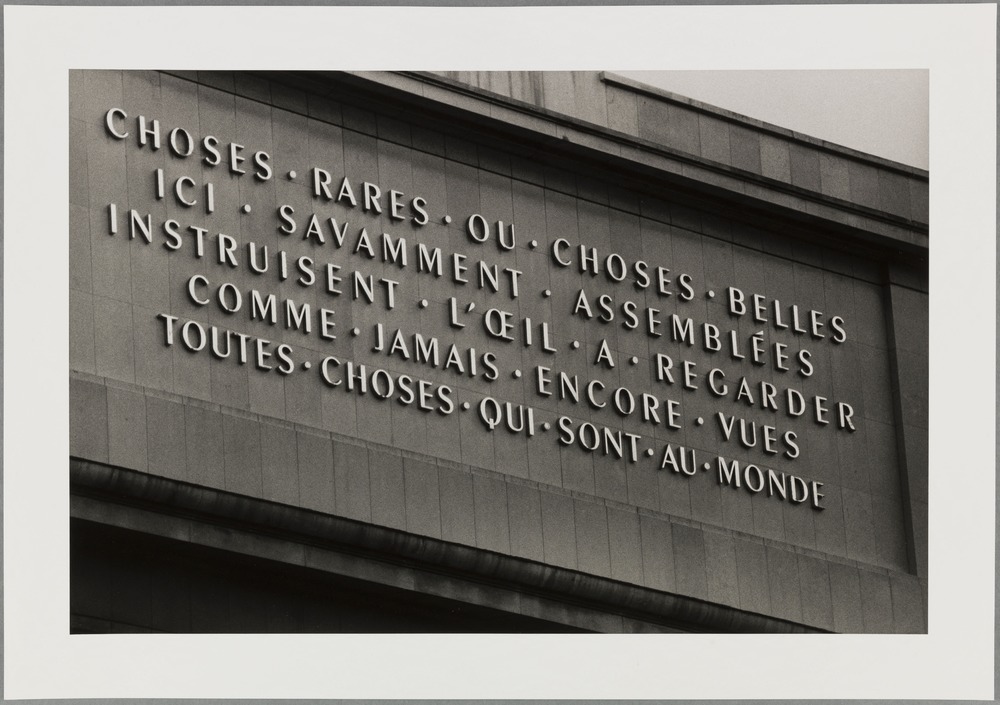 CHOSES · RARES · OU · CHOSES · BELLES
ICI · SAVAMMENT · ASSEMBLÉES
INSTRUISENT · L'ŒIL · A · REGARDER
COMME · JAMAIS · ENCORE · VUES
TOUTES · CHOSES · QUI · SONT · AU · MONDE